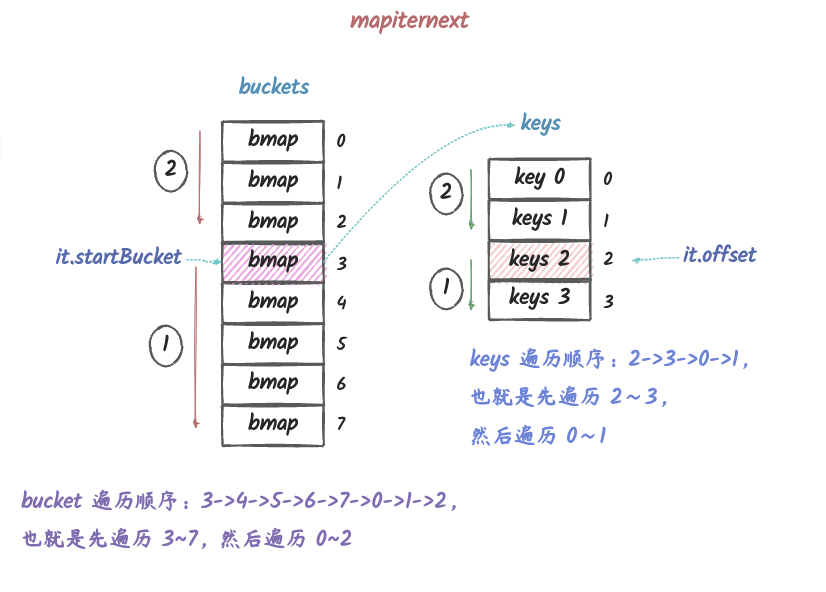 mapiternext
buckets
bmap 0
bmap 1
bmap 2
bmap 3
bmap 4
bmap 5
bmap 6
bmap 7
2
it.startBucket
1
keys
key 0 0
keys 1 1
keys 2 2
keys 3 3
2
1
it.offset
keys 遍历顺序：2->3->0->1，
也就是先遍历 2~3，
然后遍历 0~1
bucket 遍历顺序：3->4->5->6->7->0->1->2，
也就是先遍历 3~7，然后遍历 0~2